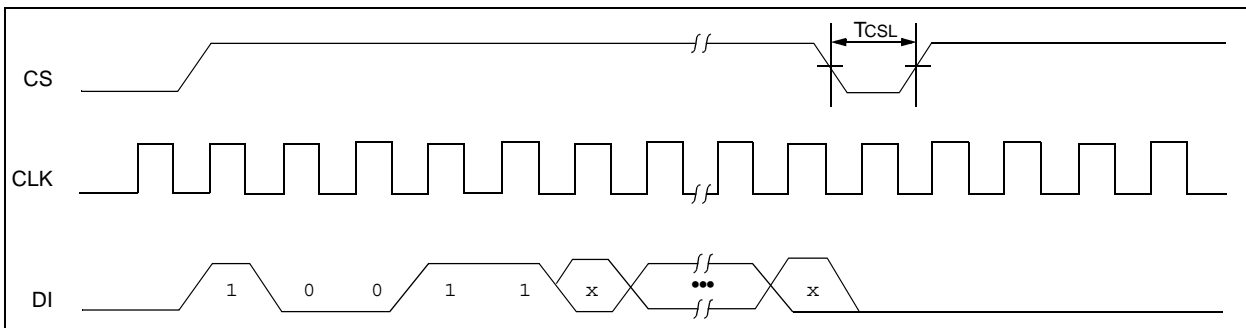 TCSL
CS
CLK
DI
1 0 0 1 1 x ••• x